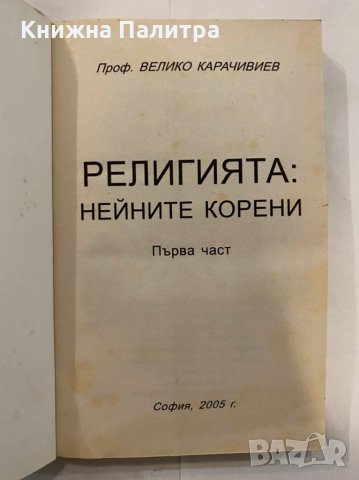 Книжна Палитра
Проф. ВЕЛИКО КАРАЧИВИЕВ
РЕЛИГИЯТА:
НЕЙНИТЕ КОРЕНИ
Първа част
София, 2005 г.
BAZAR